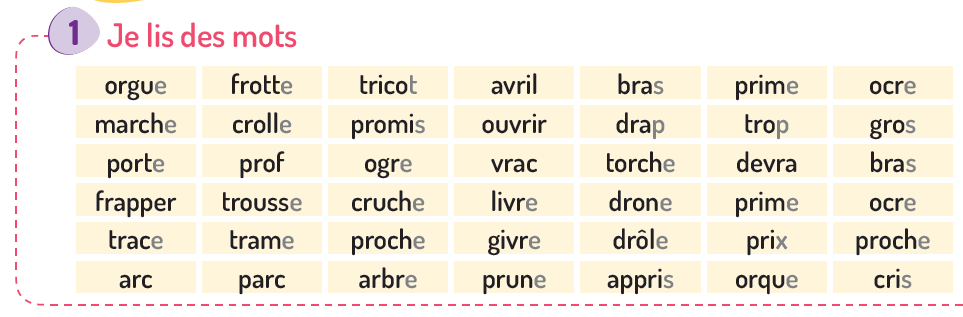 1 Je lis des mots
orgue frotte tricot avril bras prime ocre
marche crolle promis ouvrir drap trop gros
porte prof ogre vrac torche devra bras
frapper trousse cruche livre drone prime ocre
trace trame proche givre drôle prix proche
arc parc arbre prune appris orque cris